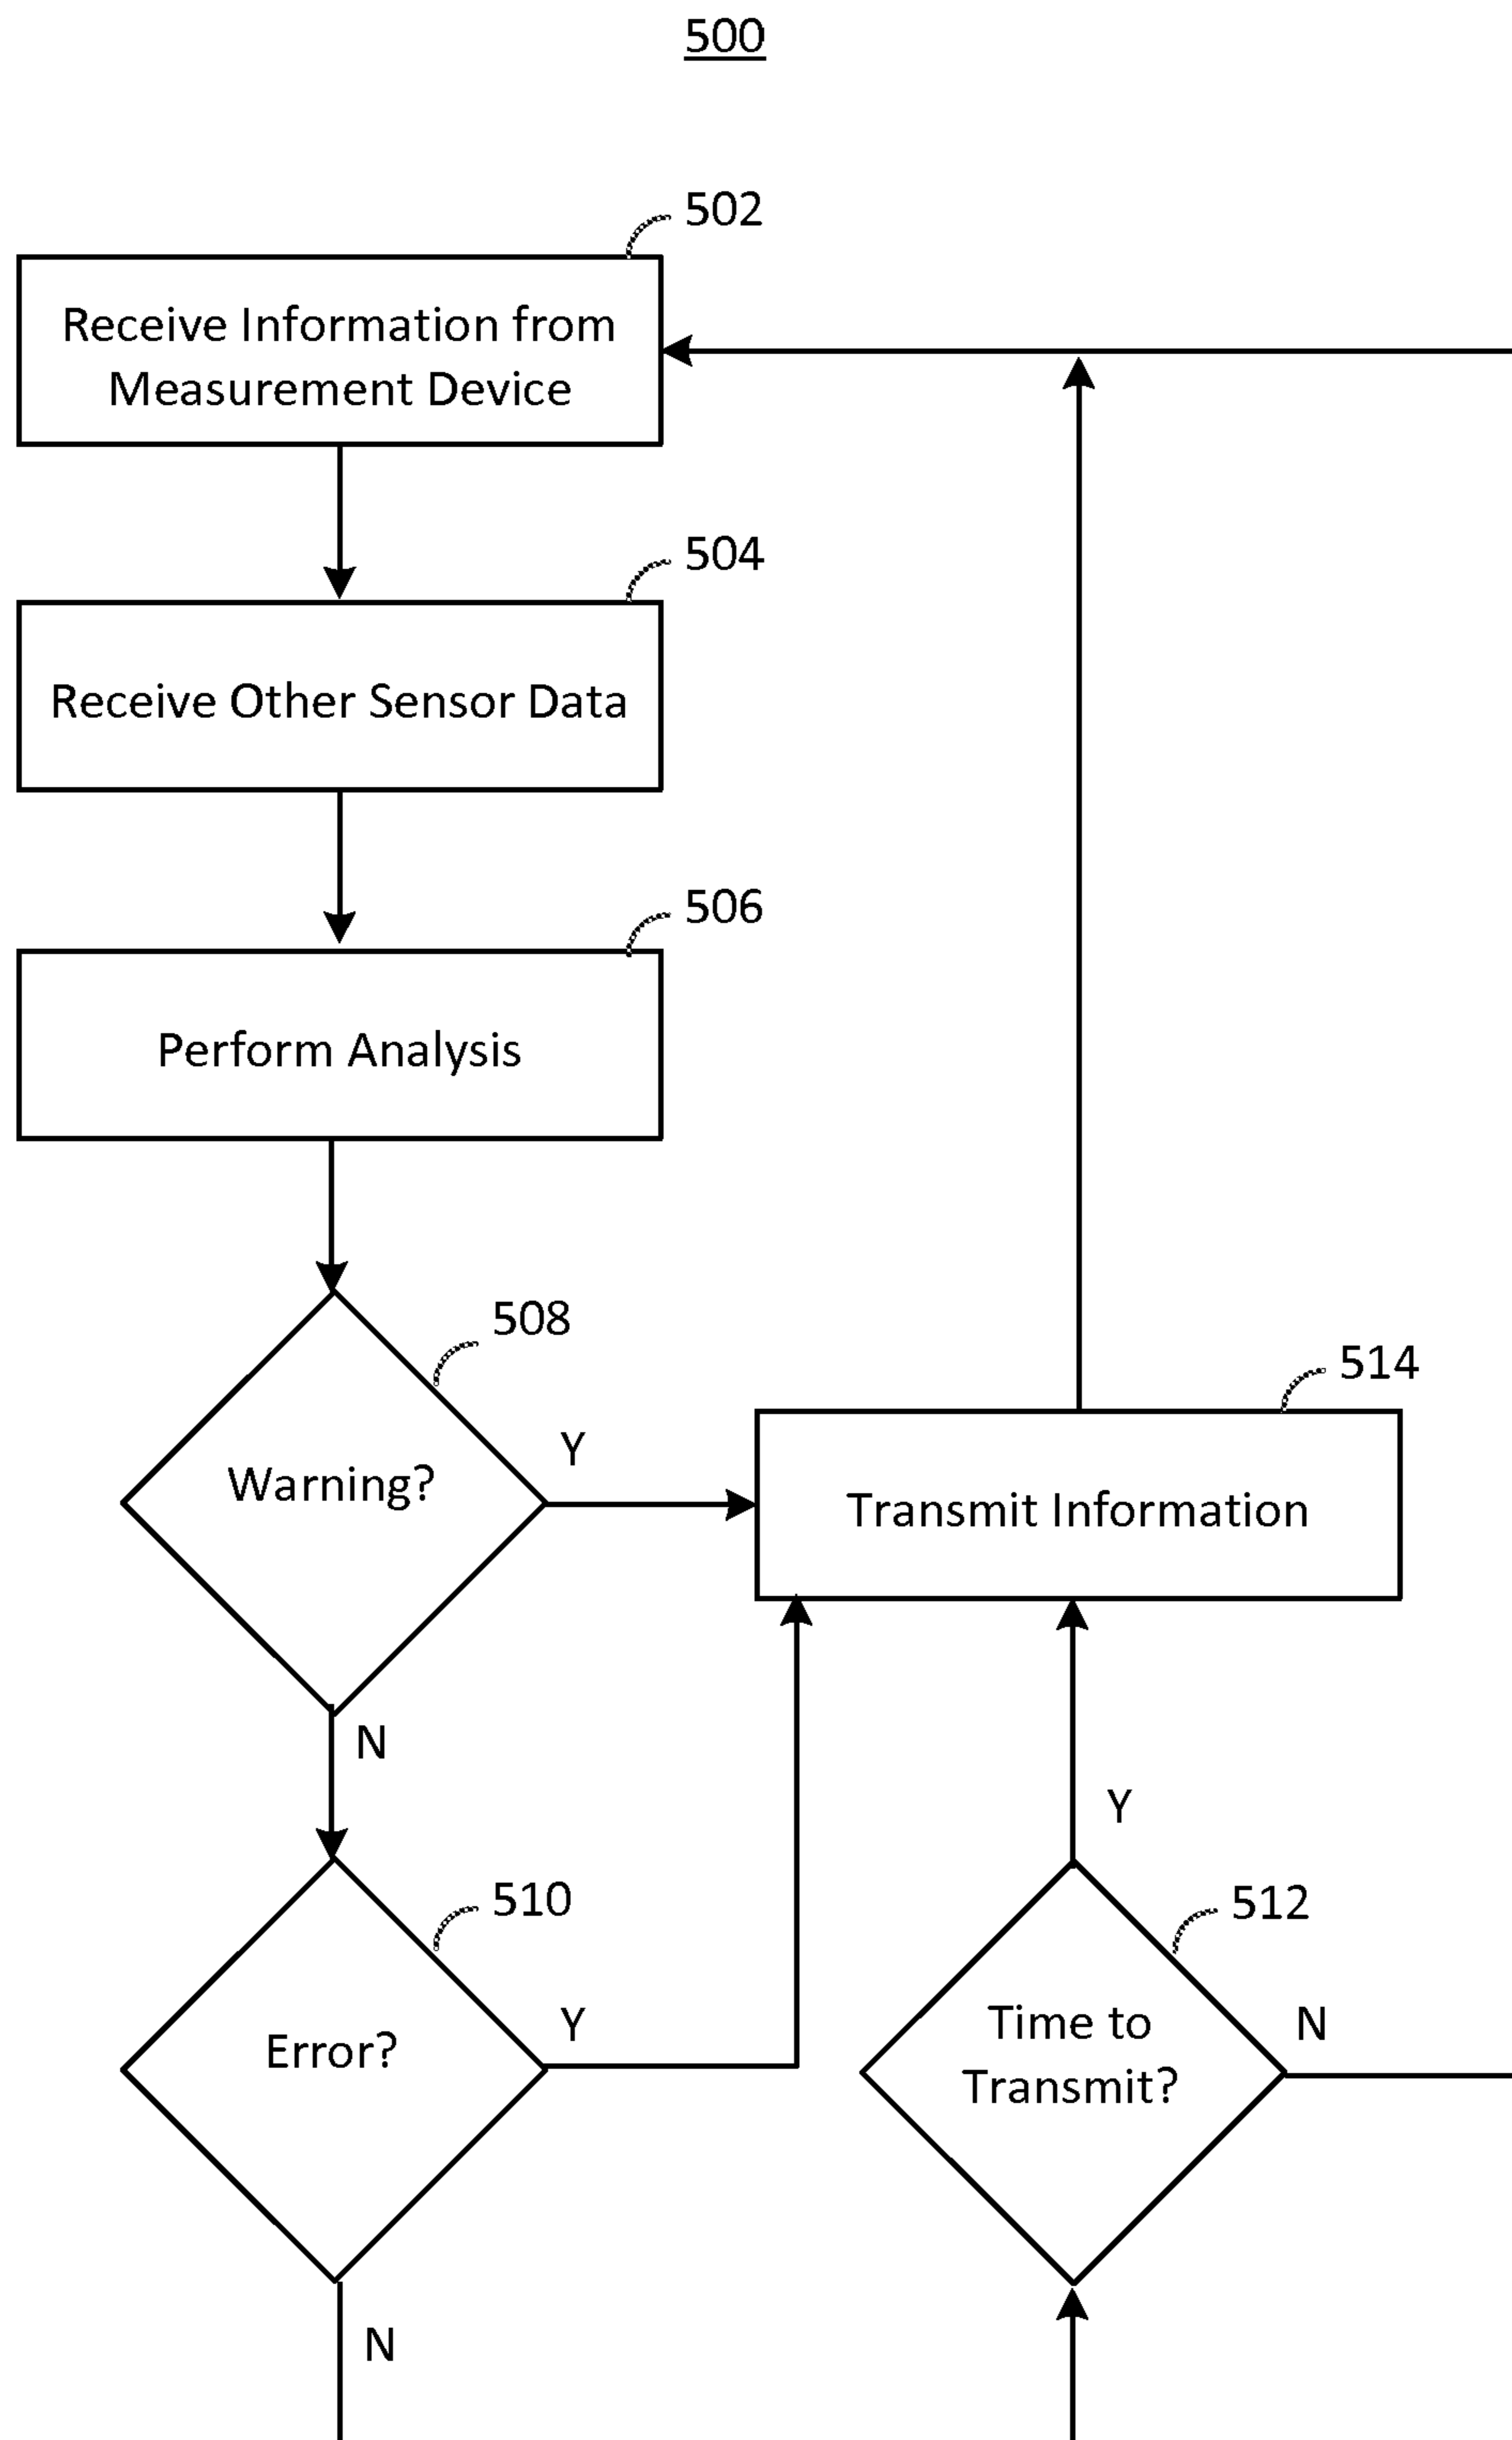 500
502
Receive Information from
Measurement Device
504
Receive Other Sensor Data
506
Perform Analysis
508
Warning?
Y
N
514
Transmit Information
510
Error?
Y
N
Y
512
Time to
Transmit?
N